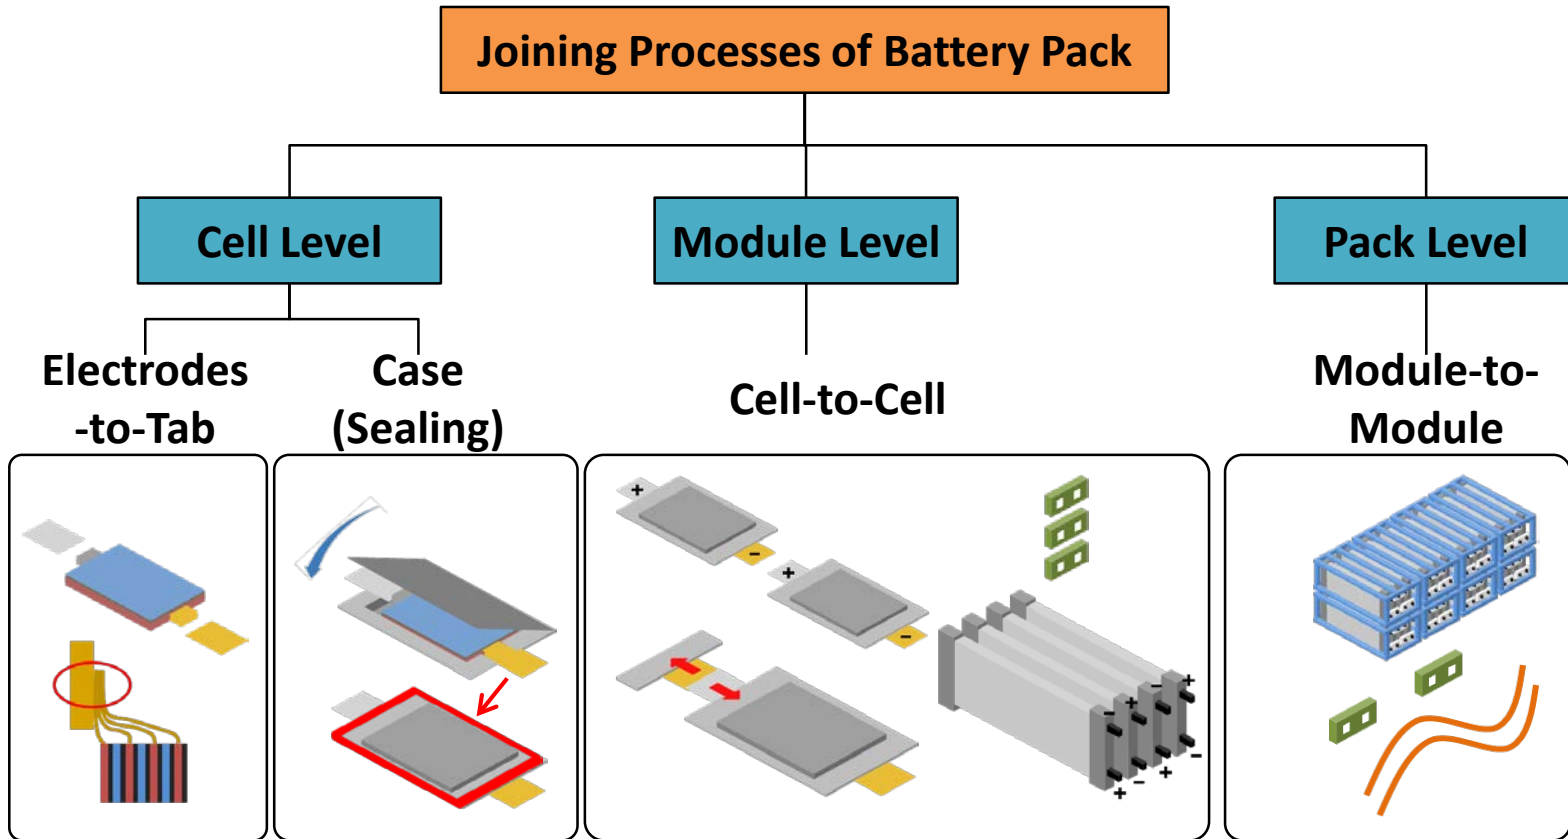 Joining Processes of Battery Pack
Cell Level
Module Level
Pack Level
Electrodes
-to-Tab
Case
(Sealing)
Cell-to-Cell
Module-to-
Module
+
−
+
−
− + − +
+ − + −